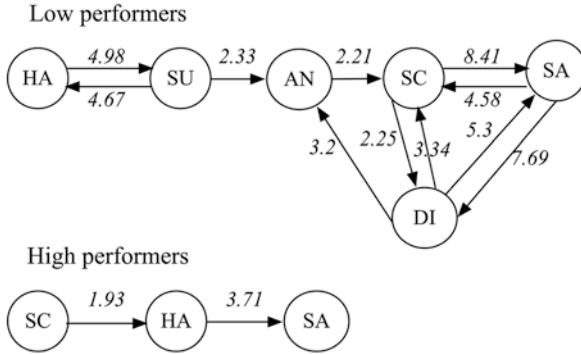 Low performers
4.98 2.33 2.21 8.41
HA SU AN SC SA
4.67 4.58
3.2 2.25 3.34 5.3 7.69
DI
High performers
1.93 3.71
SC HA SA